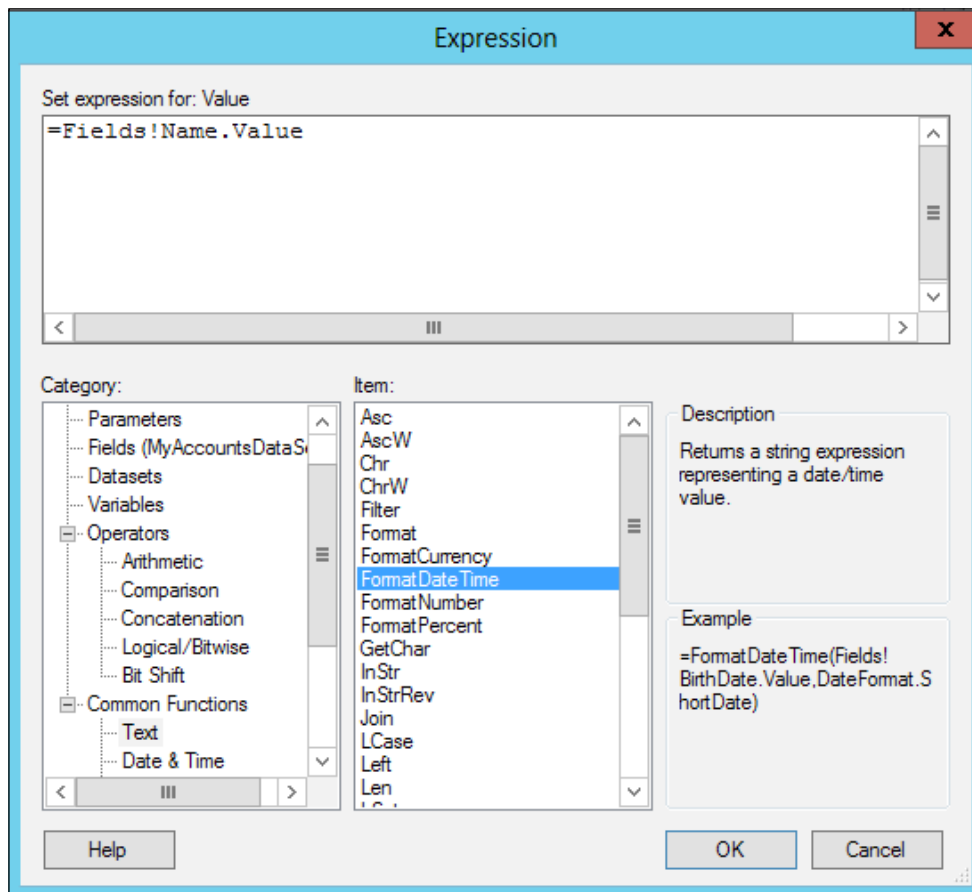 Expression
x
Set expression for: Value
=Fields!Name.Value
Category:
Parameters
Fields (MyAccountsDataS
Datasets
Variables
Operators
Arithmetic
Comparison
Concatenation
Logical/Bitwise
Bit Shift
Common Functions
Text
Date & Time
Item:
Asc
AscW
Chr
ChrW
Filter
Format
FormatCurrency
FormatDateTime
FormatNumber
FormatPercent
GetChar
InStr
InStrRev
Join
LCase
Left
Len
Description
Returns a string expression
representing a date/time
value.
Example
=FormatDateTime(Fields!
BirthDate.Value,DateFormat.S
hortDate)
Help
OK
Cancel